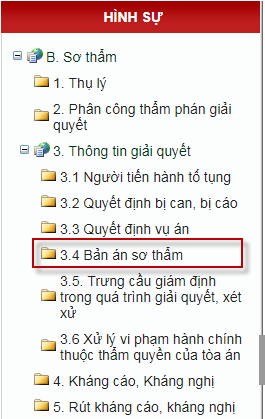 HÌNH SỰ
B. Sơ thẩm
1. Thụ lý
2. Phân công thẩm phán giải
quyết
3. Thông tin giải quyết
3.1 Người tiến hành tố tụng
3.2 Quyết định bị can, bị cáo
3.3 Quyết định vụ án
3.4 Bản án sơ thẩm
3.5. Trưng cầu giám định
trong quá trình giải quyết, xét
xử
3.6 Xử lý vi phạm hành chính
thuộc thẩm quyền của tòa án
4. Kháng cáo, Kháng nghị
5. Rút kháng cáo, kháng nghị